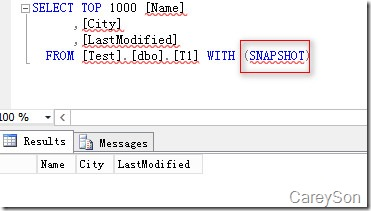 SELECT TOP 1000 [Name]
,[City]
,[LastModified]
FROM [Test].[dbo].[T1] WITH (SNAPSHOT)
100 %
Results Messages
Name City LastModified
CareySon